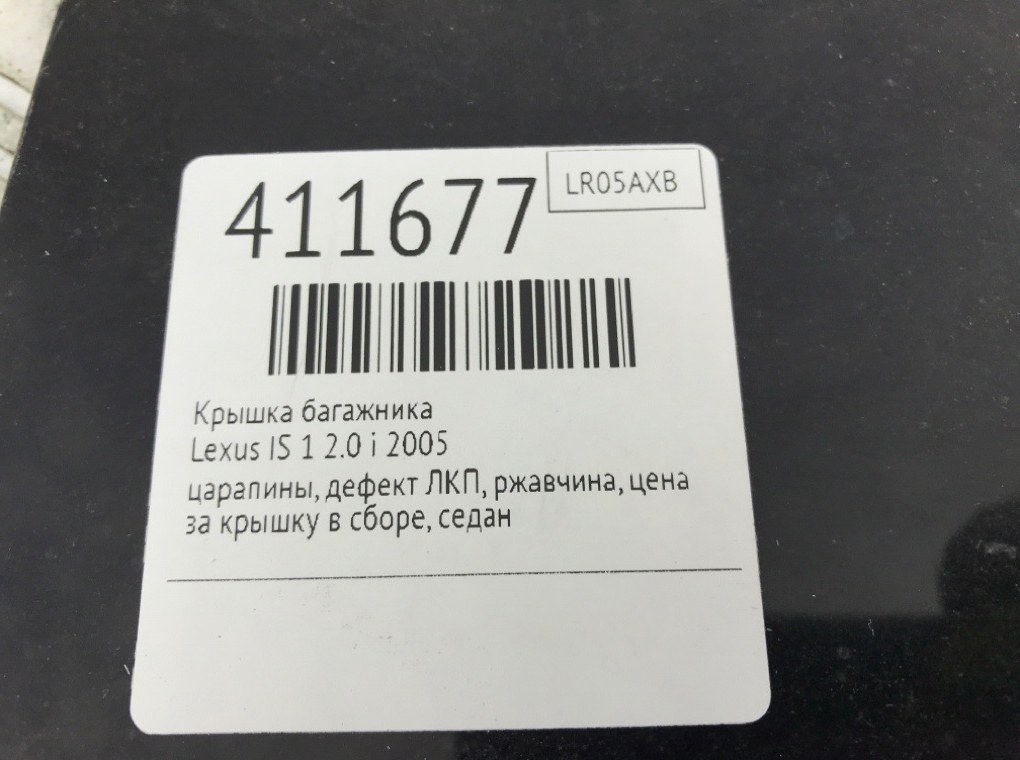 411677
LR05AXB
Крышка багажника
Lexus IS 1 2.0 i 2005
царапины, дефект ЛКП, ржавчина, цена
за крышку в сборе, седан